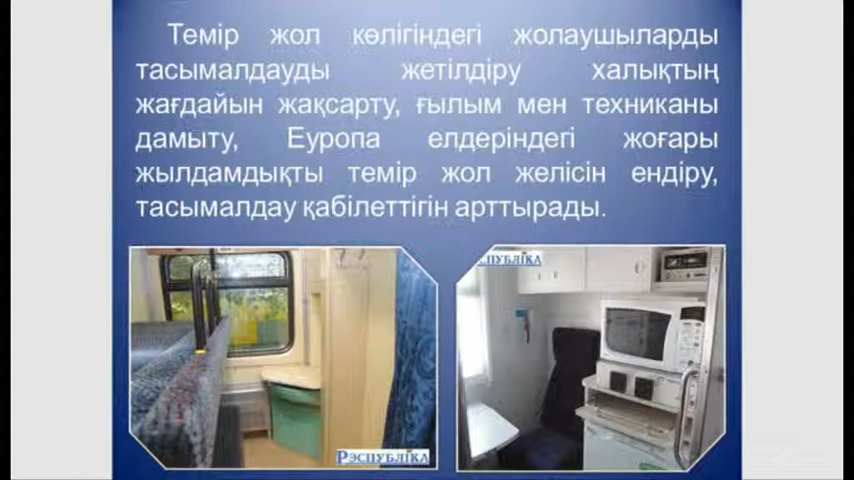 Темір жол көлігіндегі жолаушыларды
тасымалдауды жетілдіру халықтың
жағдайын жақсарту, ғылым мен техниканы
дамыту, Еуропа елдеріндегі жоғары
жылдамдықты темір жол желісін ендіру,
тасымалдау қабілеттігін арттырады.
СПУБЛІКА
РЭСПУБЛІКА